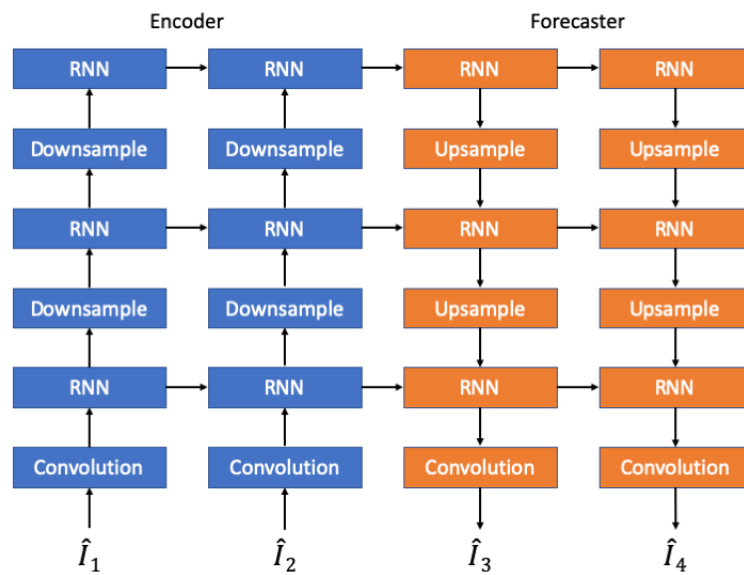 Encoder Forecaster
RNN RNN RNN RNN
Downsample Downsample Upsample Upsample
RNN RNN RNN RNN
Downsample Downsample Upsample Upsample
RNN RNN RNN RNN
Convolution Convolution Convolution Convolution
Î₁ Î₂ Î₃ Î₄